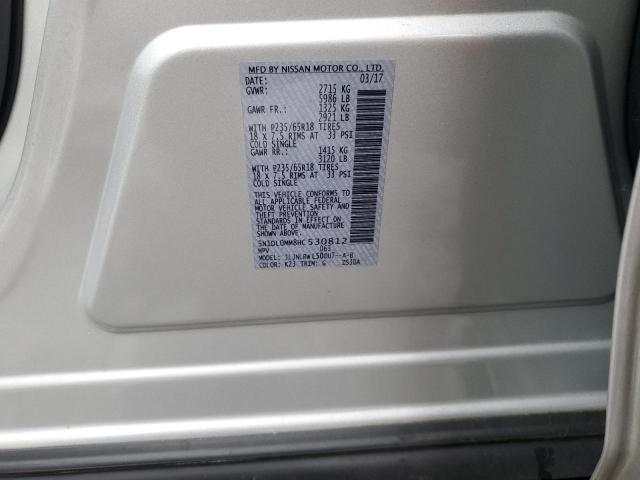 MFD BY NISSAN MOTOR CO., LTD.
DATE: 03/17
GVWR: 2715 KG
5986 LB
GAWR FR.: 1325 KG
2921 LB
WITH P235/65R18 TIRES
18 x 7.5 RIMS AT 33 PSI
COLD SINGLE
GAWR RR.: 1415 KG
3120 LB
WITH P235/65R18 TIRES
18 x 7.5 RIMS AT 33 PSI
COLD SINGLE
THIS VEHICLE CONFORMS TO
ALL APPLICABLE FEDERAL
MOTOR VEHICLE SAFETY AND
THEFT PREVENTION
STANDARDS IN EFFECT ON THE
DATE OF MANUFACTURE
SHOWN ABOVE.
5N1DL0MM8HC530812
MPV 063
MODEL: JLJNLRWL500U7--A-B
COLOR: K23 TRIM: G